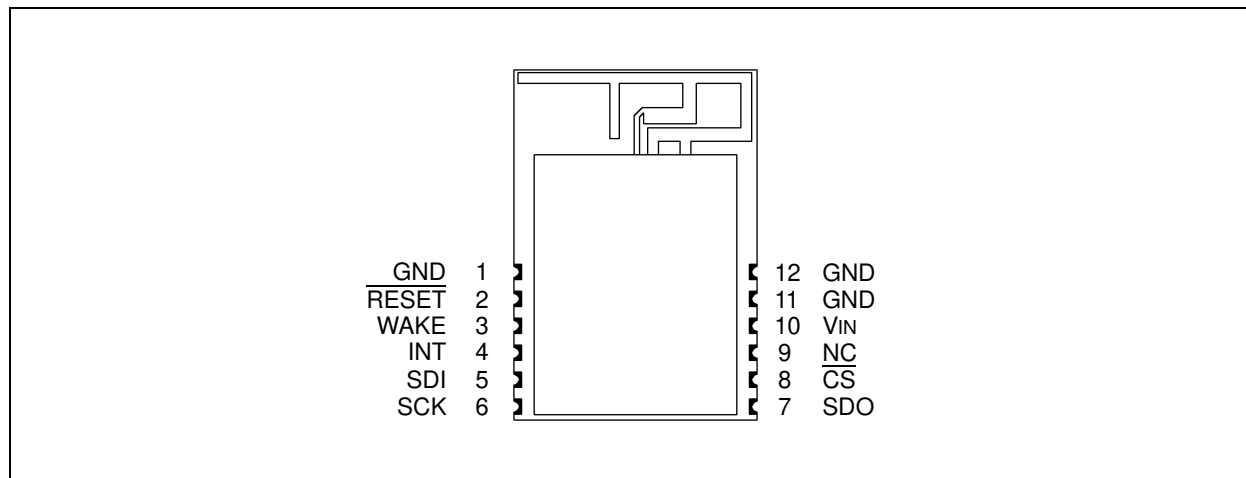 GND 1
RESET 2
WAKE 3
INT 4
SDI 5
SCK 6
12 GND
11 GND
10 VIN
9 NC
8 CS
7 SDO